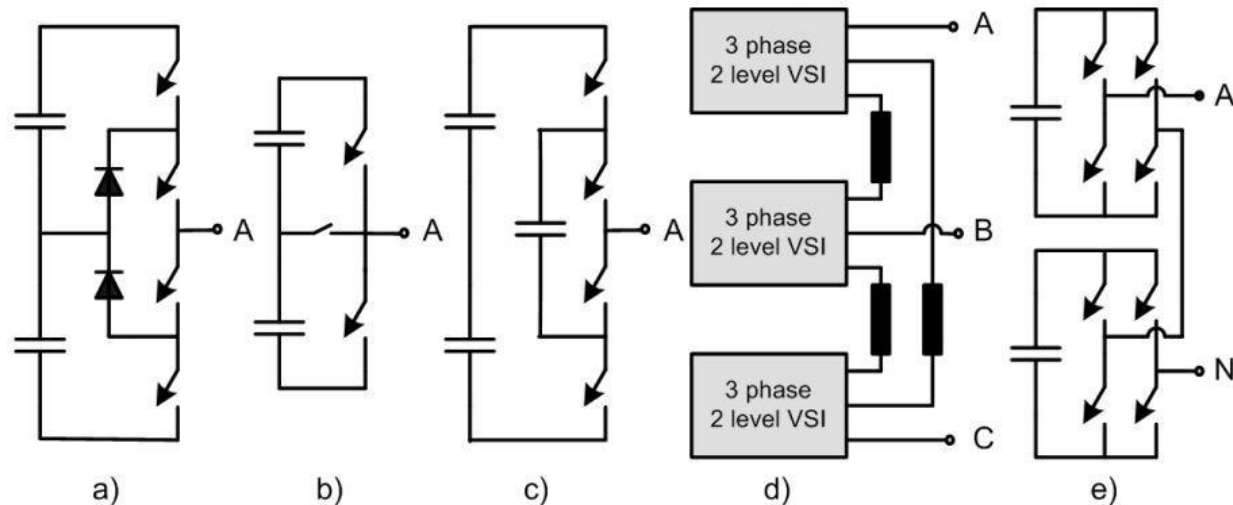 A
3 phase
2 level VSI
A
A
A
A
3 phase
2 level VSI
B
3 phase
2 level VSI
N
C
a)
b)
c)
d)
e)